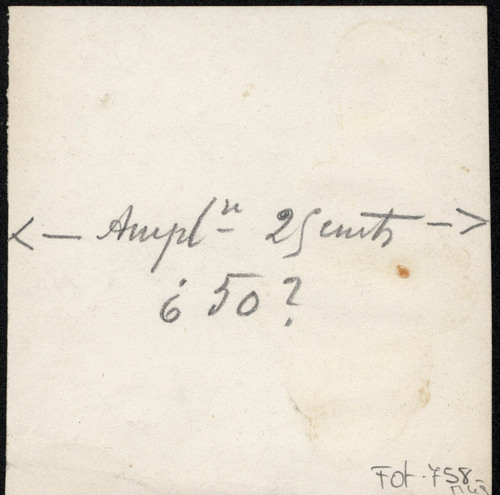 <— Ampl.n 25 cents —>
ó 50?
Fot-758